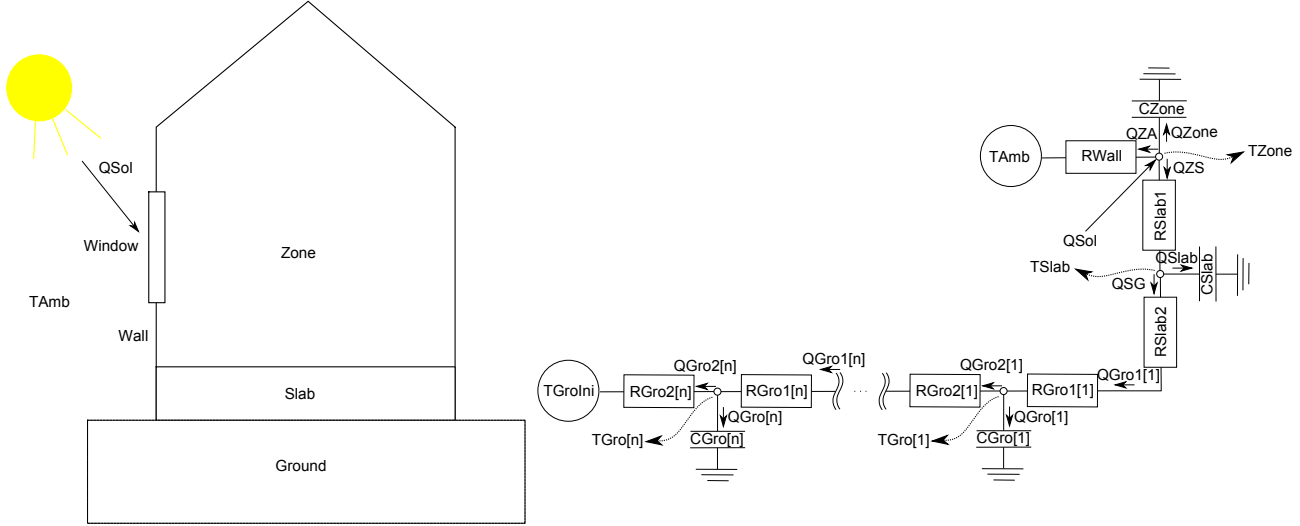 QSol
Window
Zone
TAmb
Wall
Slab
Ground
CZone
QZA
QZone
TAmb
RWall
TZone
QZS
RSlab1
QSol
TSlab
QSlab
CSlab
QSG
RSlab2
TGroIni
QGro2[n]
RGro2[n]
QGro1[n]
RGro1[n]
QGro[n]
TGro[n]
CGro[n]
. . .
QGro2[1]
RGro2[1]
QGro1[1]
RGro1[1]
QGro[1]
TGro[1]
CGro[1]